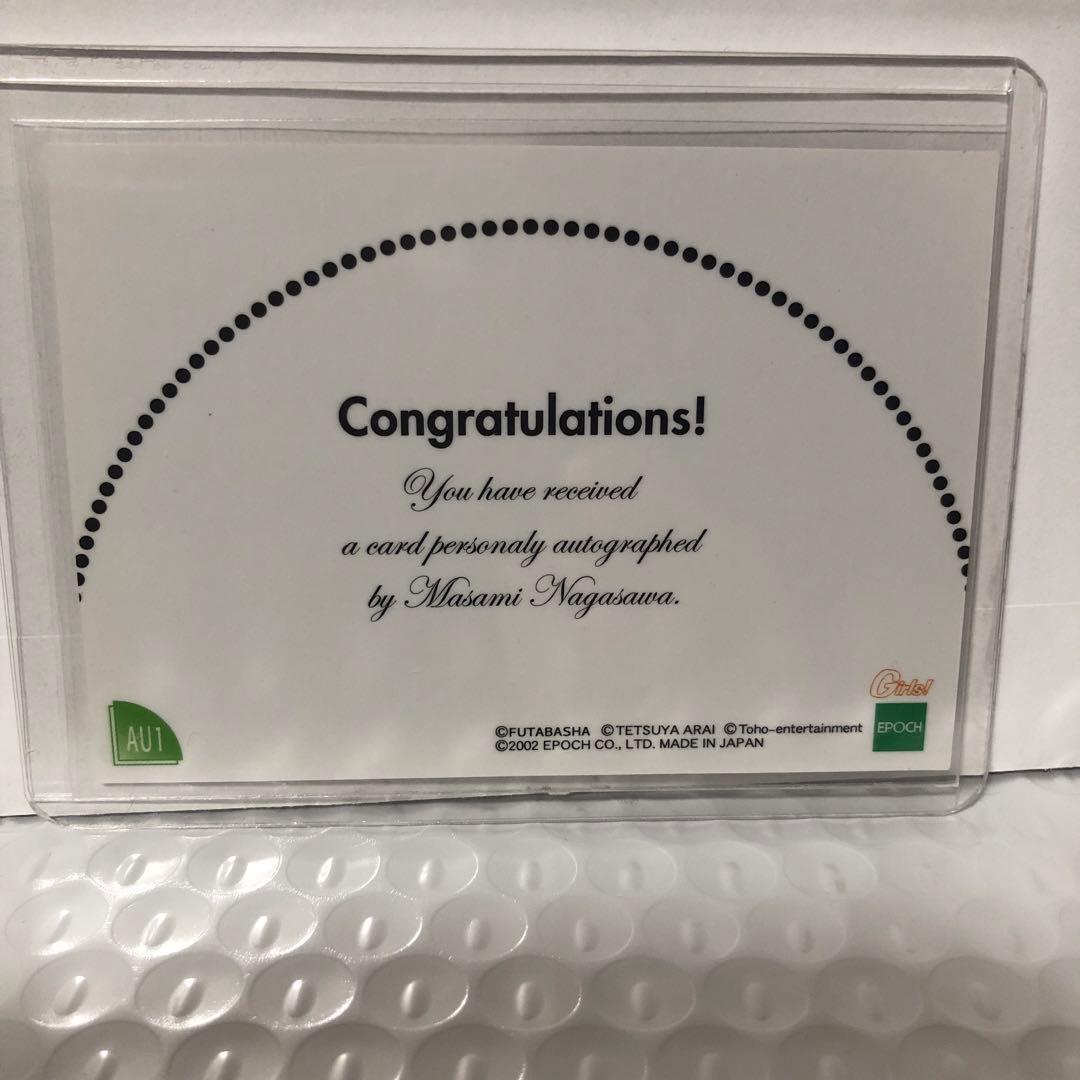 Congratulations!
You have received
a card personaly autographed
by Masami Nagasawa.
Girls!
AU1
©FUTABASHA ©TETSUYA ARAI ©Toho-entertainment
©2002 EPOCH CO., LTD. MADE IN JAPAN
EPOCH